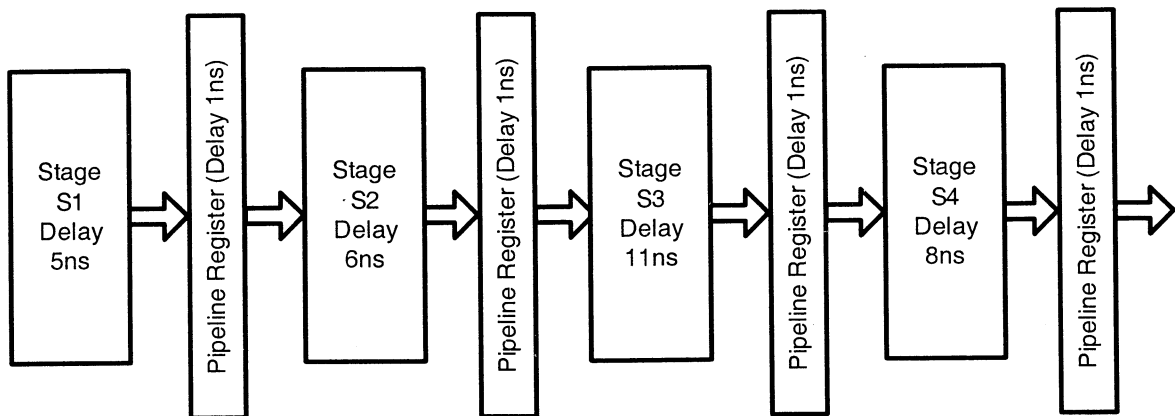 Stage
S1
Delay
5ns
Pipeline Register (Delay 1ns)
Stage
S2
Delay
6ns
Pipeline Register (Delay 1ns)
Stage
S3
Delay
11ns
Pipeline Register (Delay 1ns)
Stage
S4
Delay
8ns
Pipeline Register (Delay 1ns)